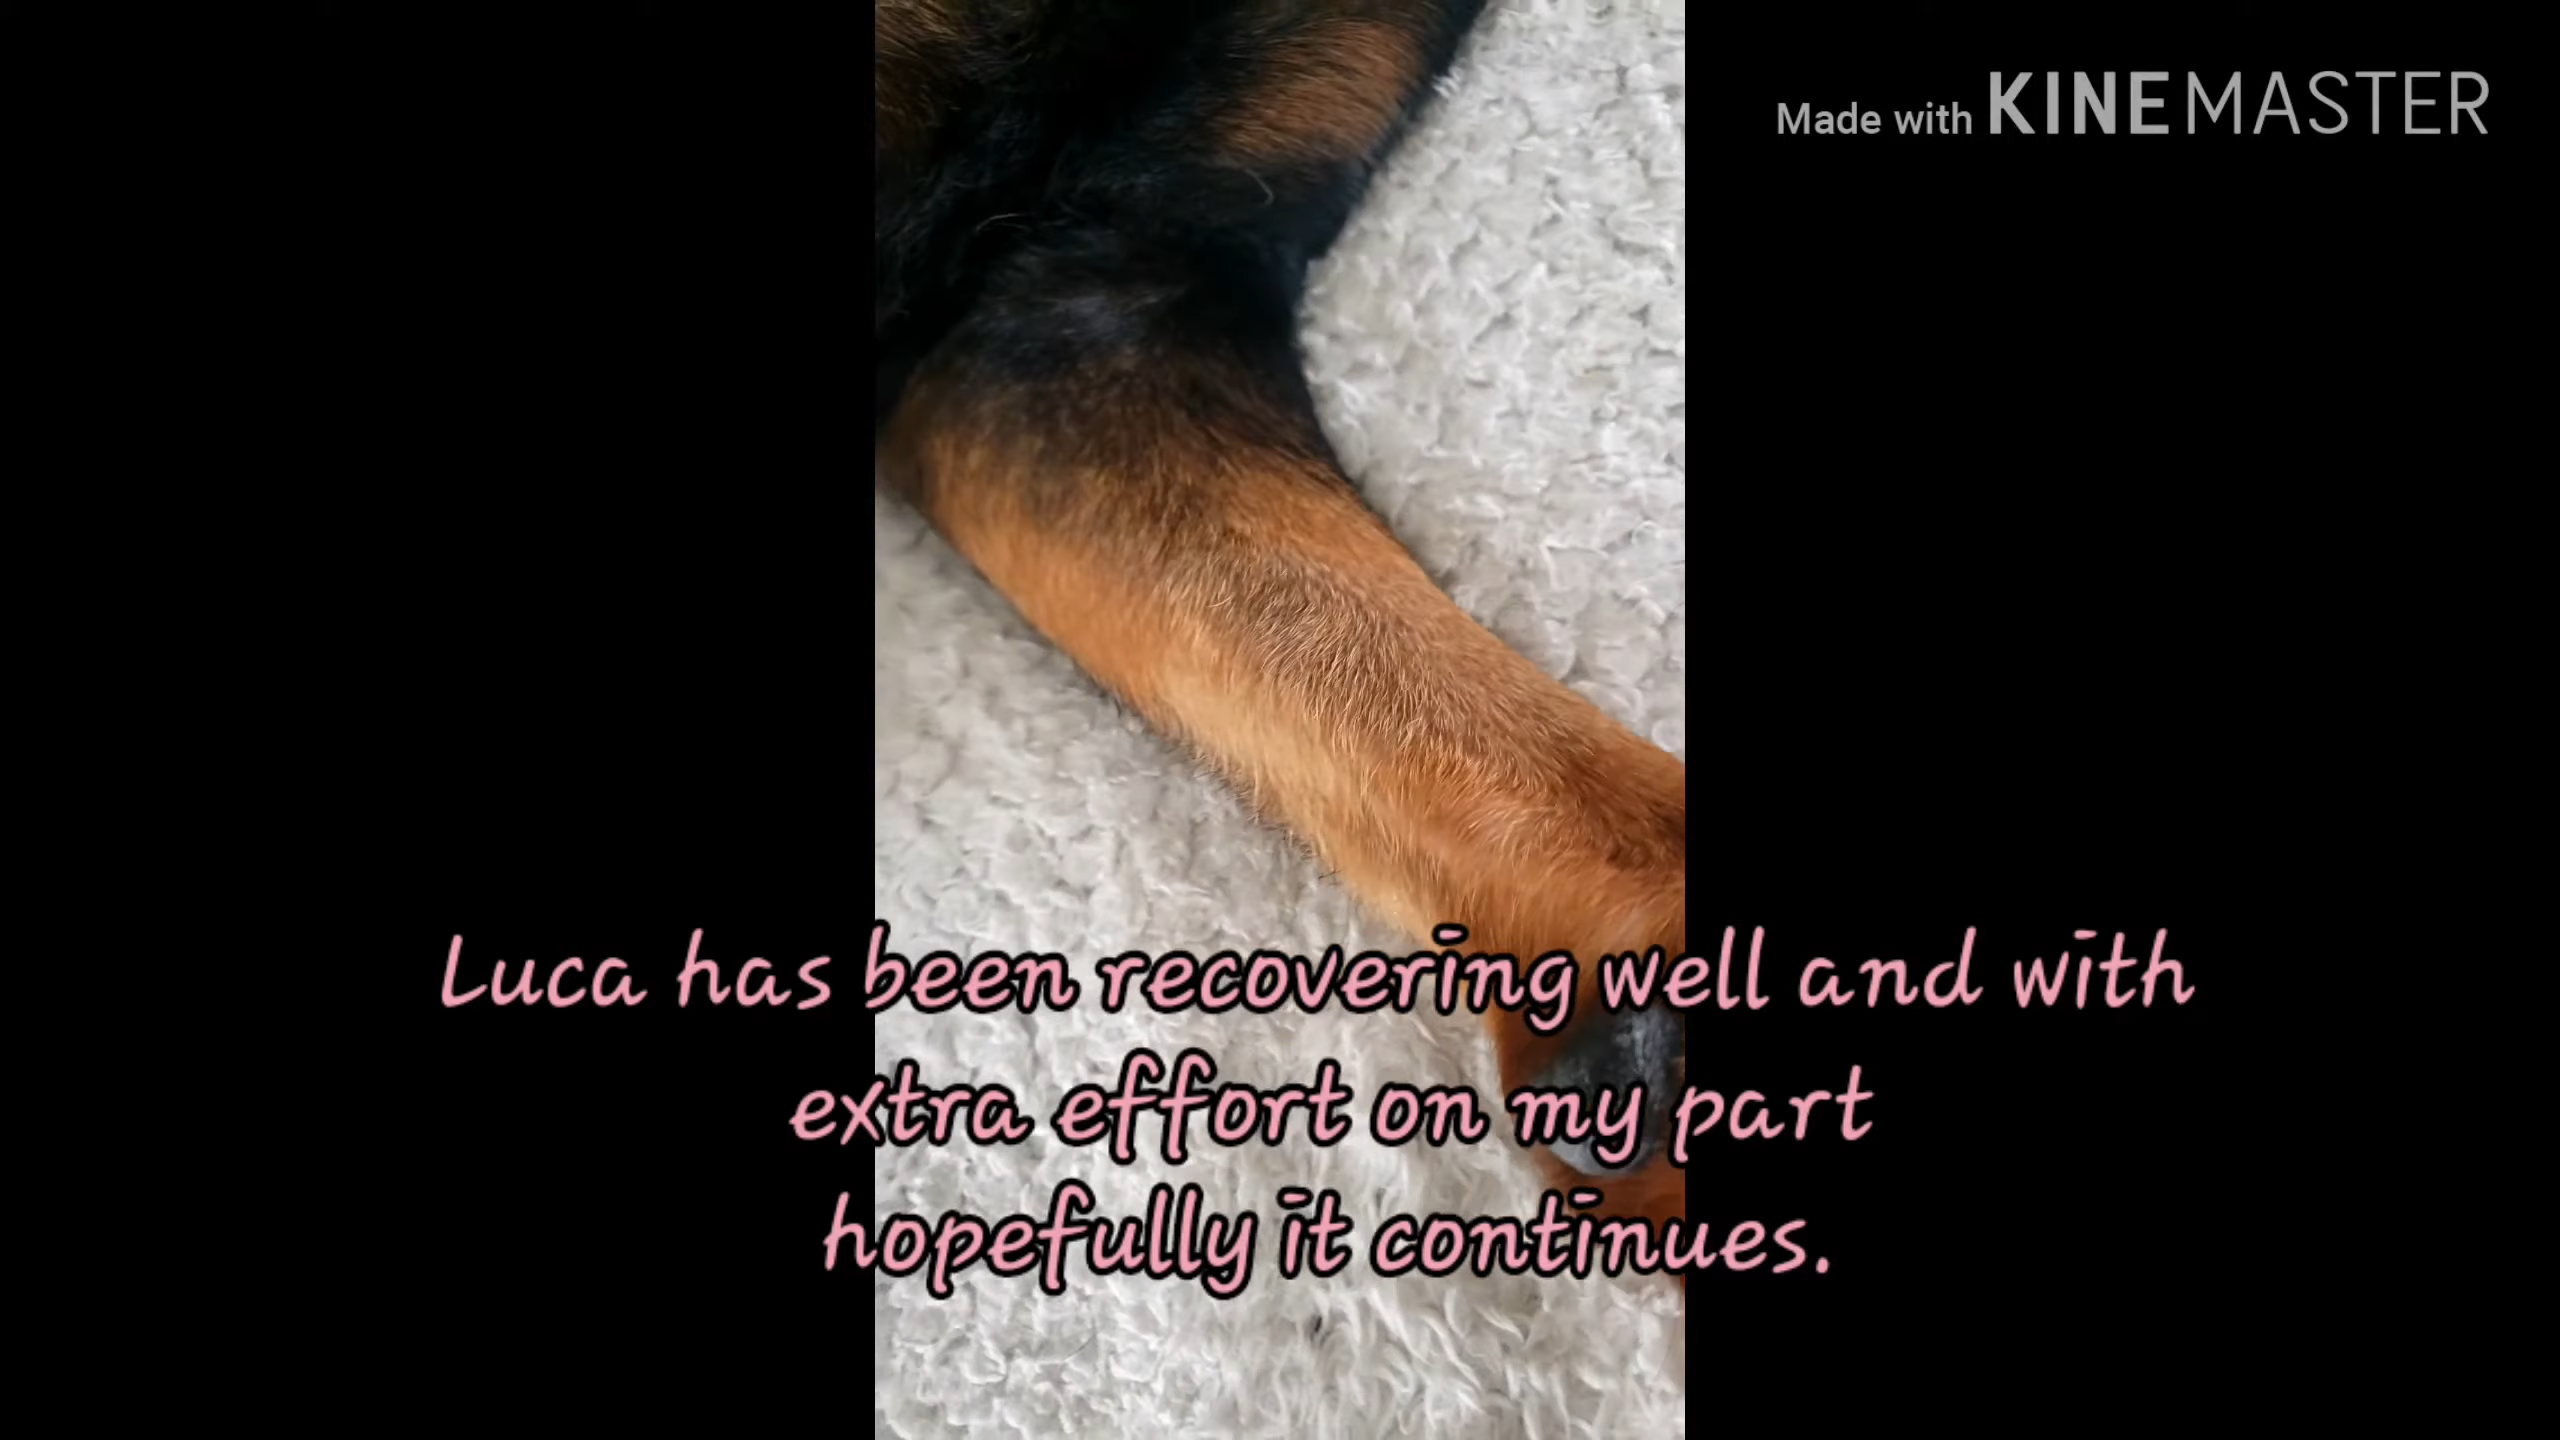 Made with KINEMASTER
Luca has been recovering well and with
extra effort on my part
hopefully it continues.